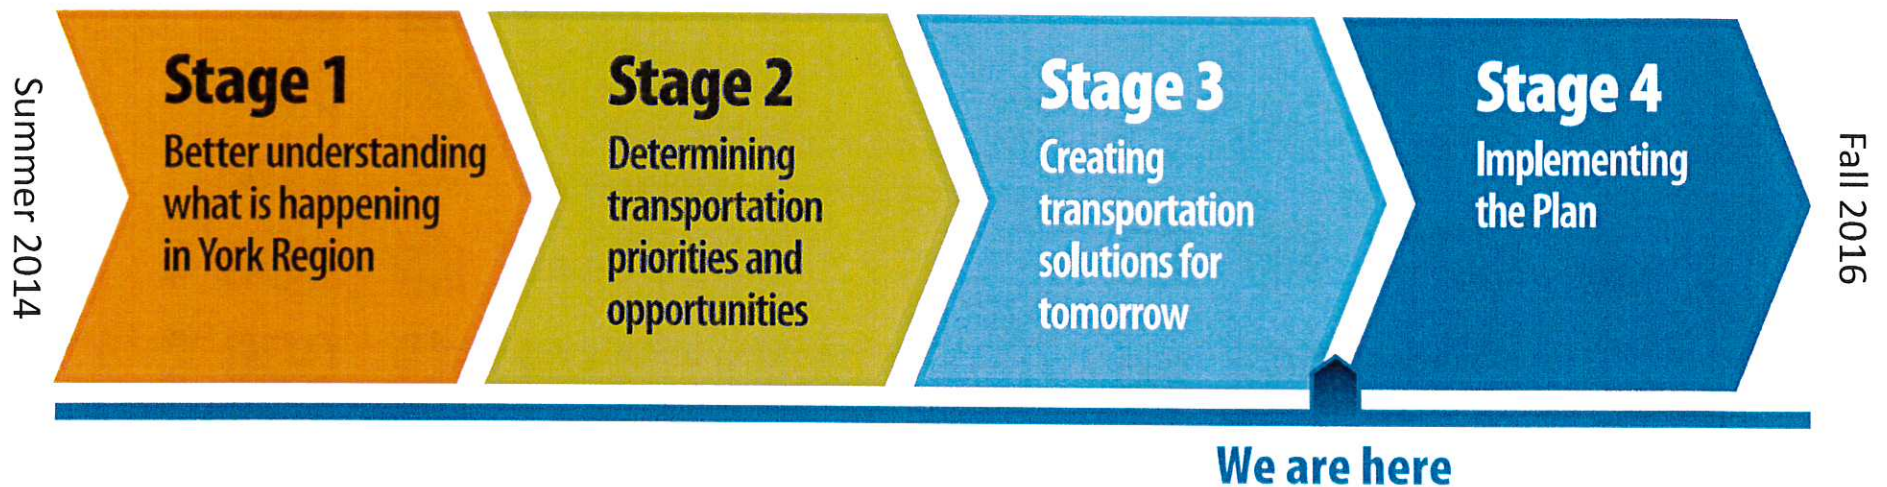 Summer 2014
Stage 1
Better understanding
what is happening
in York Region
Stage 2
Determining
transportation
priorities and
opportunities
Stage 3
Creating
transportation
solutions for
tomorrow
Stage 4
Implementing
the Plan
Fall 2016
We are here